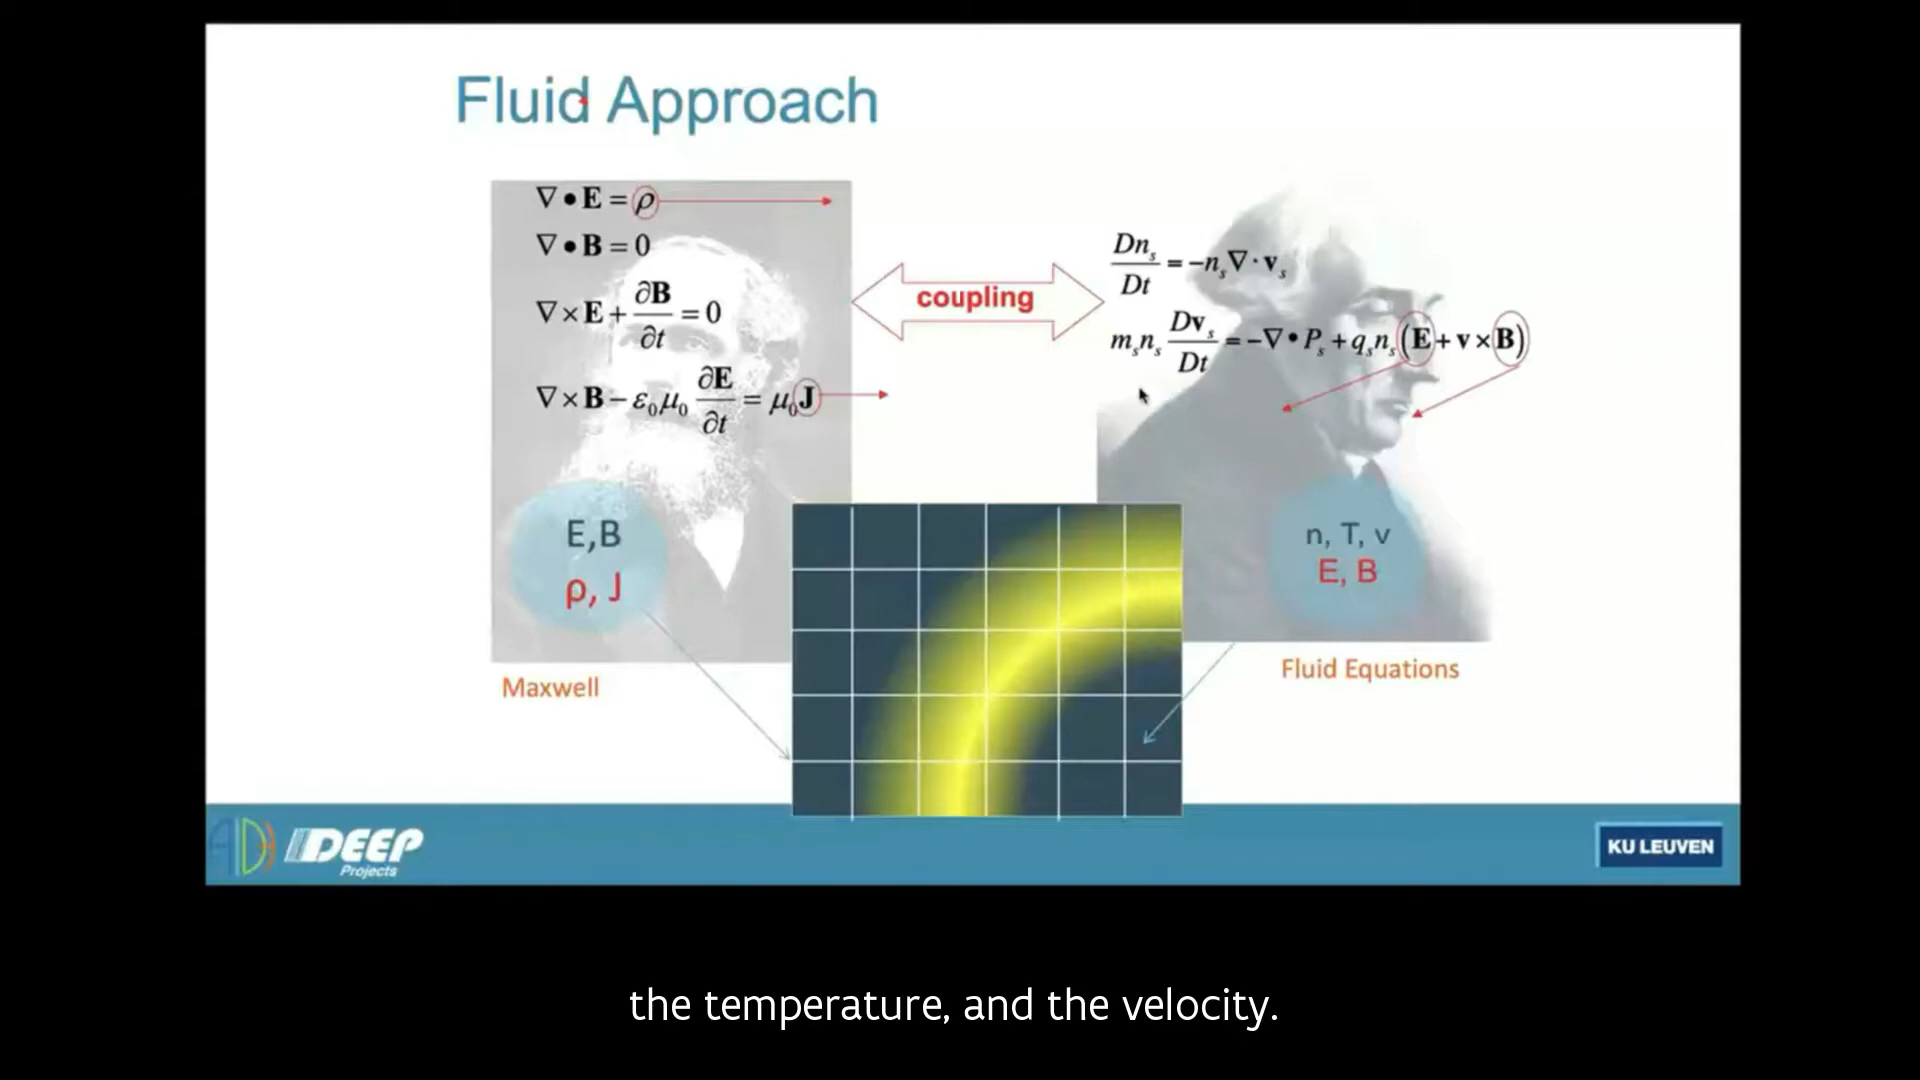 Fluid Approach
∇ • E = ρ
∇ • B = 0
∇ × E + ∂B/∂t = 0
∇ × B − ε₀μ₀ ∂E/∂t = μ₀J
coupling
Dnₛ/Dt = −nₛ∇ · vₛ
mₛnₛ Dvₛ/Dt = −∇ • Pₛ + qₛnₛ(E + v × B)
E,B
ρ, J
n, T, v
E, B
Maxwell
Fluid Equations
DEEP
Projects
KU LEUVEN
the temperature, and the velocity.